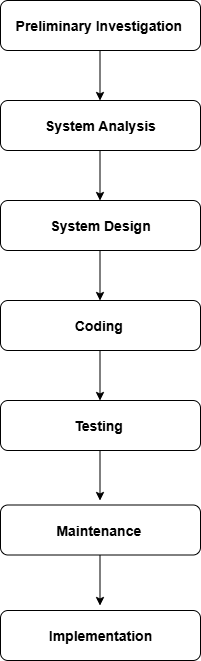 Preliminary Investigation
System Analysis
System Design
Coding
Testing
Maintenance
Implementation